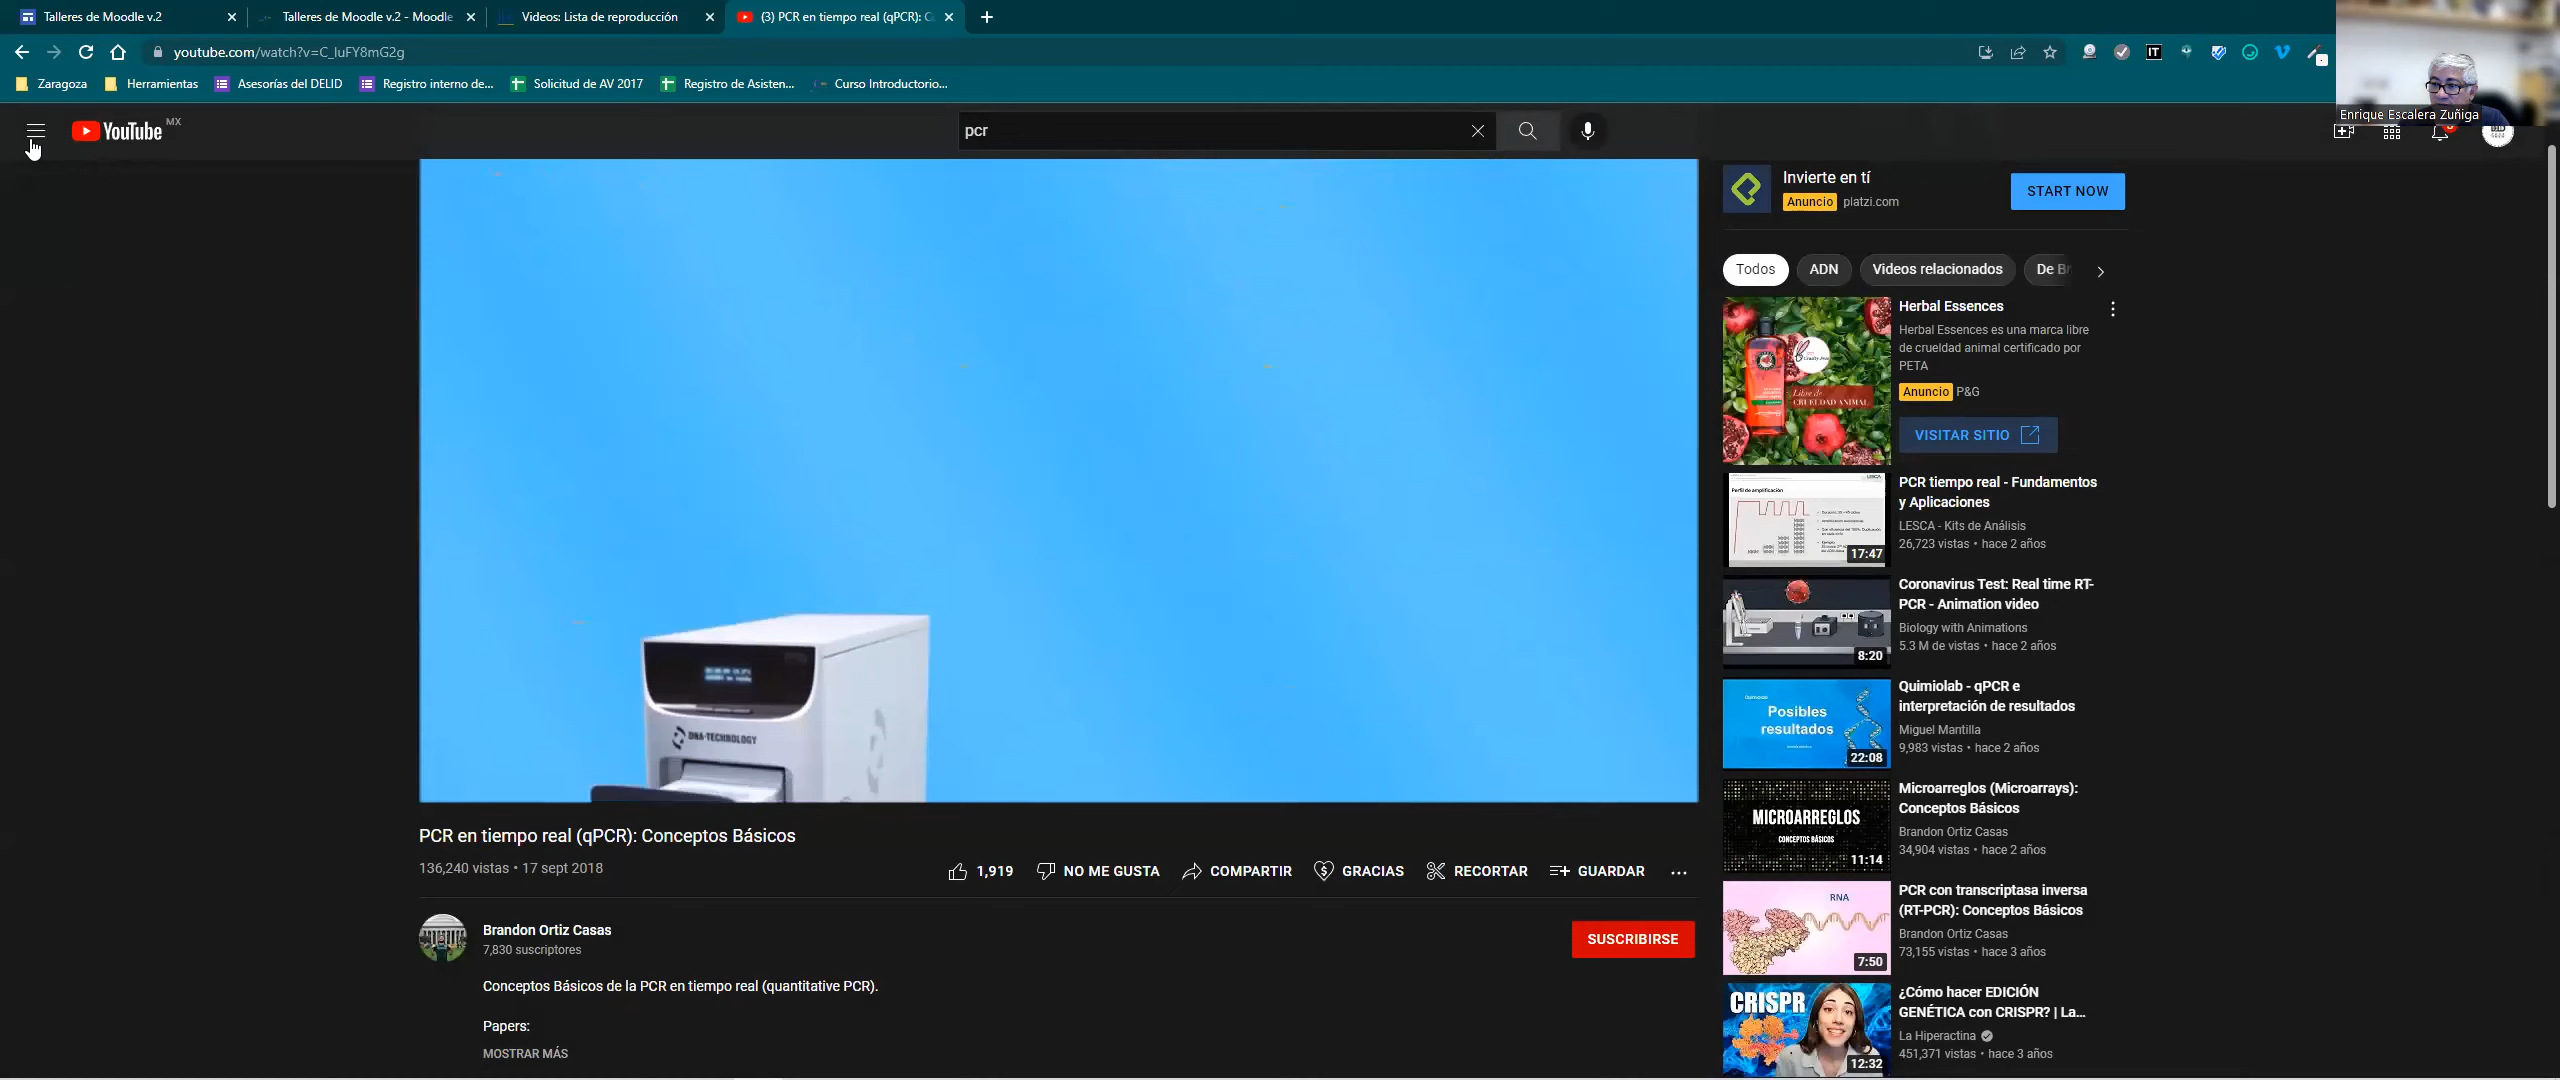 Talleres de Moodle v.2
Talleres de Moodle v.2 - Moodle
Videos: Lista de reproducción
(3) PCR en tiempo real (qPCR): C
youtube.com/watch?v=C_luFY8mG2g
Zaragoza
Herramientas
Asesorías del DELID
Registro interno de...
Solicitud de AV 2017
Registro de Asisten...
Curso Introductorio...
Enrique Escalera Zuñiga
YouTube MX
pcr
DNA-TECHNOLOGY
PCR en tiempo real (qPCR): Conceptos Básicos
136,240 vistas • 17 sept 2018
1,919
NO ME GUSTA
COMPARTIR
GRACIAS
RECORTAR
GUARDAR
Brandon Ortiz Casas
7,830 suscriptores
SUSCRIBIRSE
Conceptos Básicos de la PCR en tiempo real (quantitative PCR).
Papers:
MOSTRAR MÁS
Invierte en tí
Anuncio platzi.com
START NOW
Todos
ADN
Videos relacionados
De Br
Libre de
CRUELDAD ANIMAL
Herbal Essences
Herbal Essences es una marca libre
de crueldad animal certificado por
PETA
Anuncio P&G
VISITAR SITIO
Perfil de amplificación
17:47
PCR tiempo real - Fundamentos
y Aplicaciones
LESCA - Kits de Análisis
26,723 vistas • hace 2 años
8:20
Coronavirus Test: Real time RT-
PCR - Animation video
Biology with Animations
5.3 M de vistas • hace 2 años
Posibles
resultados
22:08
Quimiolab - qPCR e
interpretación de resultados
Miguel Mantilla
9,983 vistas • hace 2 años
MICROARREGLOS
CONCEPTOS BÁSICOS
11:14
Microarreglos (Microarrays):
Conceptos Básicos
Brandon Ortiz Casas
34,904 vistas • hace 2 años
RNA
7:50
PCR con transcriptasa inversa
(RT-PCR): Conceptos Básicos
Brandon Ortiz Casas
73,155 vistas • hace 3 años
CRISPR
12:32
¿Cómo hacer EDICIÓN
GENÉTICA con CRISPR? | La...
La Hiperactina
451,371 vistas • hace 3 años